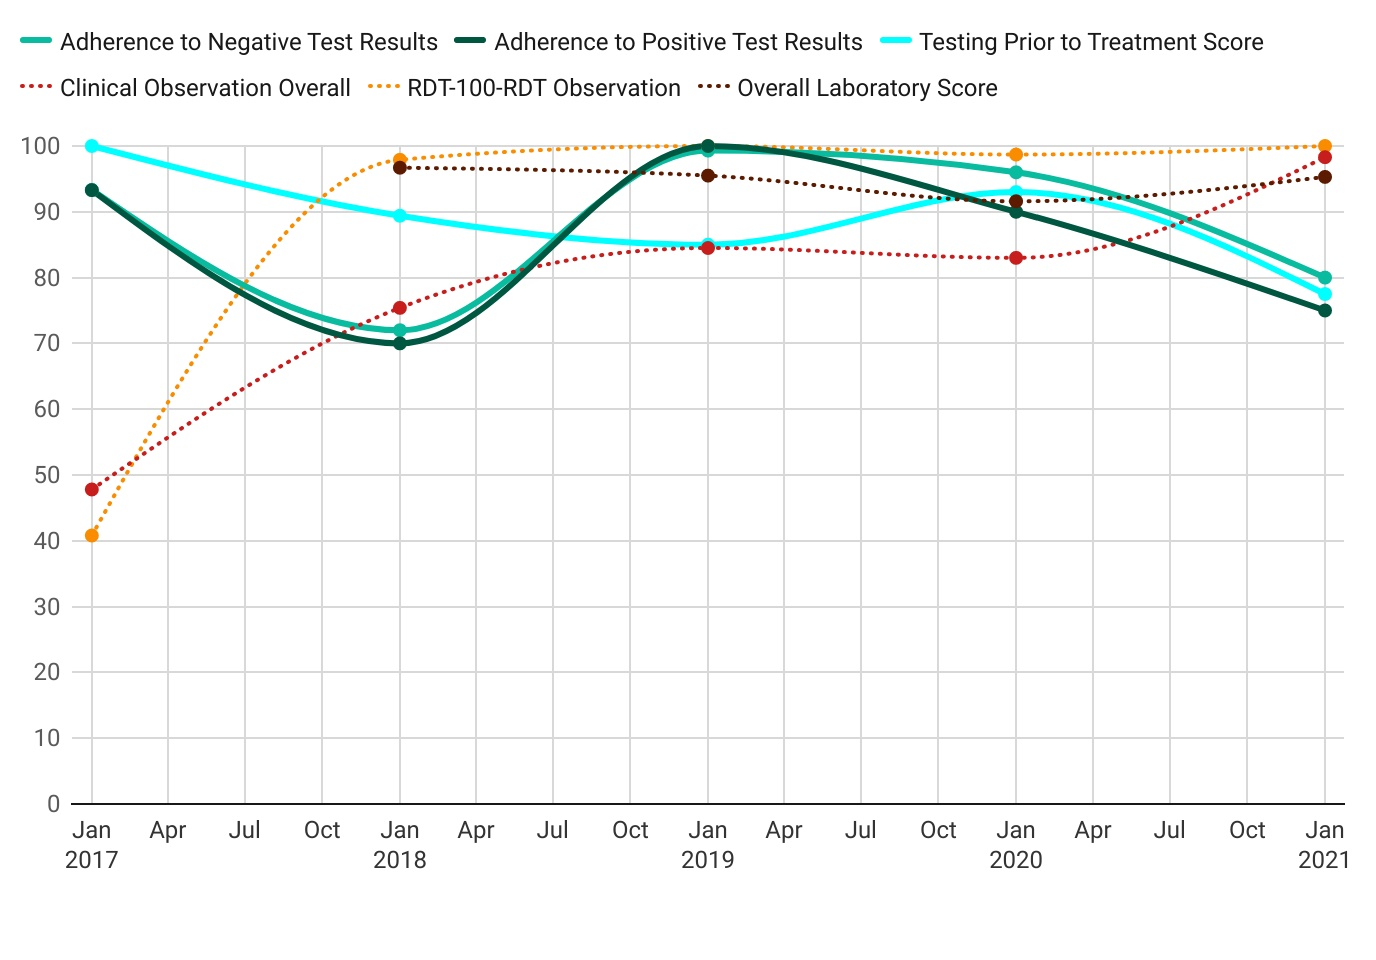 Adherence to Negative Test Results Adherence to Positive Test Results Testing Prior to Treatment Score
Clinical Observation Overall RDT-100-RDT Observation Overall Laboratory Score
100
90
80
70
60
50
40
30
20
10
0
Jan Apr Jul Oct Jan Apr Jul Oct Jan Apr Jul Oct Jan Apr Jul Oct Jan
2017 2018 2019 2020 2021